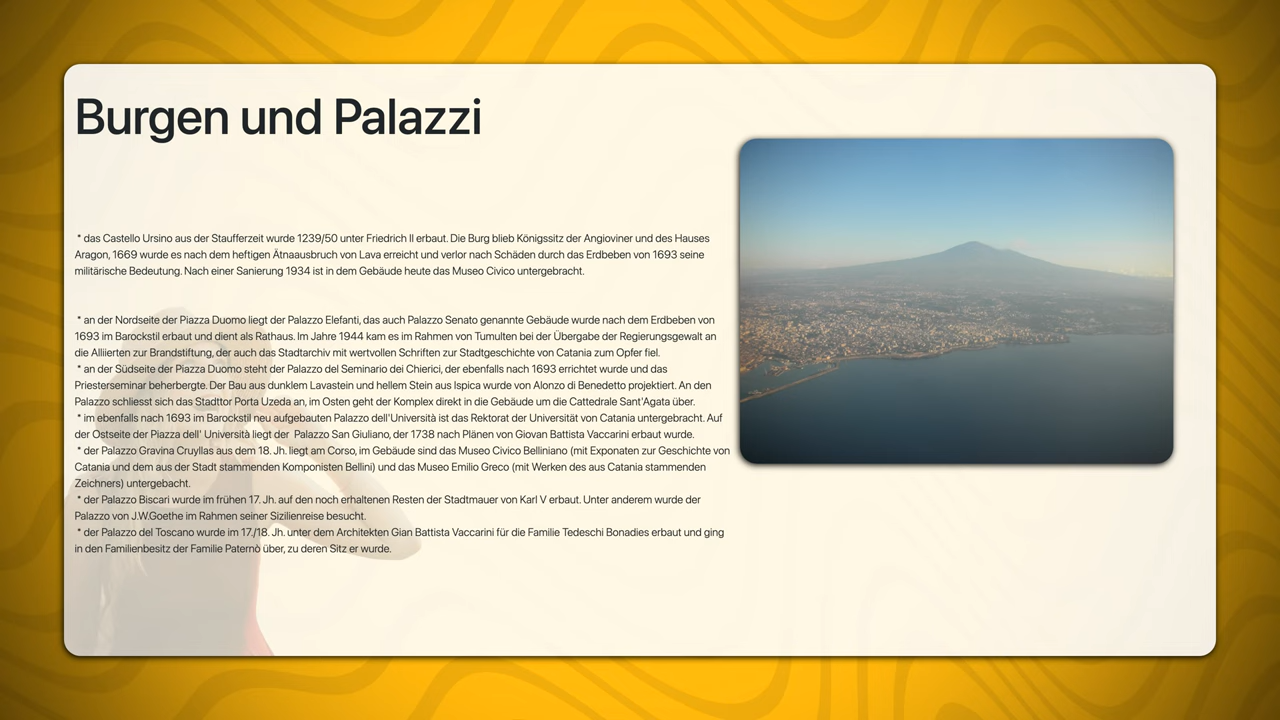 Burgen und Palazzi
* das Castello Ursino aus der Staufferzeit wurde 1239/50 unter Friedrich II erbaut. Die Burg blieb Königssitz der Angioviner und des Hauses
Aragon, 1669 wurde es nach dem heftigen Ätnaausbruch von Lava erreicht und verlor nach Schäden durch das Erdbeben von 1693 seine
militärische Bedeutung. Nach einer Sanierung 1934 ist in dem Gebäude heute das Museo Civico untergebracht.
* an der Nordseite der Piazza Duomo liegt der Palazzo Elefanti, das auch Palazzo Senato genannte Gebäude wurde nach dem Erdbeben von
1693 im Barockstil erbaut und dient als Rathaus. Im Jahre 1944 kam es im Rahmen von Tumulten bei der Übergabe der Regierungsgewalt an
die Alliierten zur Brandstiftung, der auch das Stadtarchiv mit wertvollen Schriften zur Stadtgeschichte von Catania zum Opfer fiel.
* an der Südseite der Piazza Duomo steht der Palazzo del Seminario dei Chierici, der ebenfalls nach 1693 errichtet wurde und das
Priesterseminar beherbergte. Der Bau aus dunklem Lavastein und hellem Stein aus Ispica wurde von Alonzo di Benedetto projektiert. An den
Palazzo schliesst sich das Stadttor Porta Uzeda an, im Osten geht der Komplex direkt in die Gebäude um die Cattedrale Sant'Agata über.
* im ebenfalls nach 1693 im Barockstil neu aufgebauten Palazzo dell'Università ist das Rektorat der Universität von Catania untergebracht. Auf
der Ostseite der Piazza dell' Università liegt der  Palazzo San Giuliano, der 1738 nach Plänen von Giovan Battista Vaccarini erbaut wurde.
* der Palazzo Gravina Cruyllas aus dem 18. Jh. liegt am Corso, im Gebäude sind das Museo Civico Belliniano (mit Exponaten zur Geschichte von
Catania und dem aus der Stadt stammenden Komponisten Bellini) und das Museo Emilio Greco (mit Werken des aus Catania stammenden
Zeichners) untergebracht.
* der Palazzo Biscari wurde im frühen 17. Jh. auf den noch erhaltenen Resten der Stadtmauer von Karl V erbaut. Unter anderem wurde der
Palazzo von J.W.Goethe im Rahmen seiner Sizilienreise besucht.
* der Palazzo del Toscano wurde im 17./18. Jh. unter dem Architekten Gian Battista Vaccarini für die Familie Tedeschi Bonadies erbaut und ging
in den Familienbesitz der Familie Paternò über, zu deren Sitz er wurde.